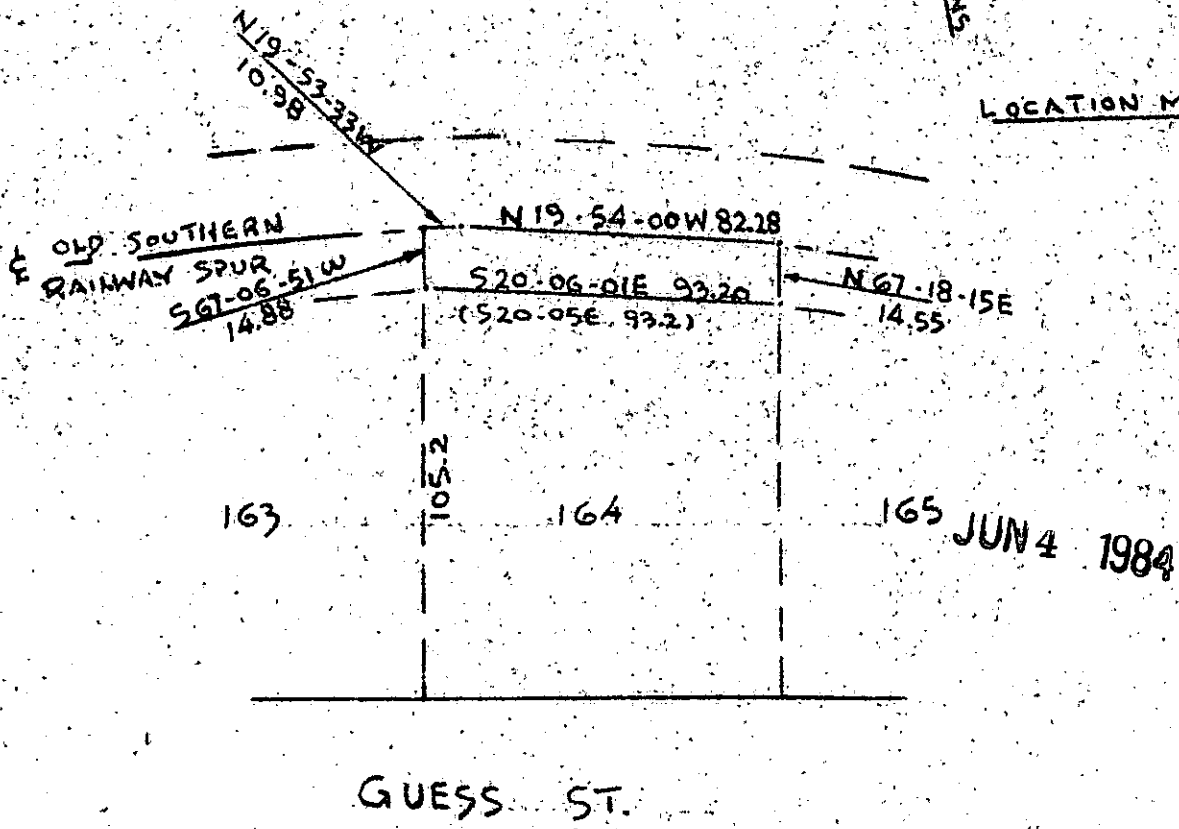 NS
LOCATION M
N19-53-33W
10.98
℄ OLD SOUTHERN
RAILWAY SPUR
S67-06-51W
14.88
N19-54-00W 82.28
S20-06-01E 93.20
(S20-05E 93.2)
N67-18-15E
14.55
105.2
163
164
165
JUN 4 1984
GUESS ST.